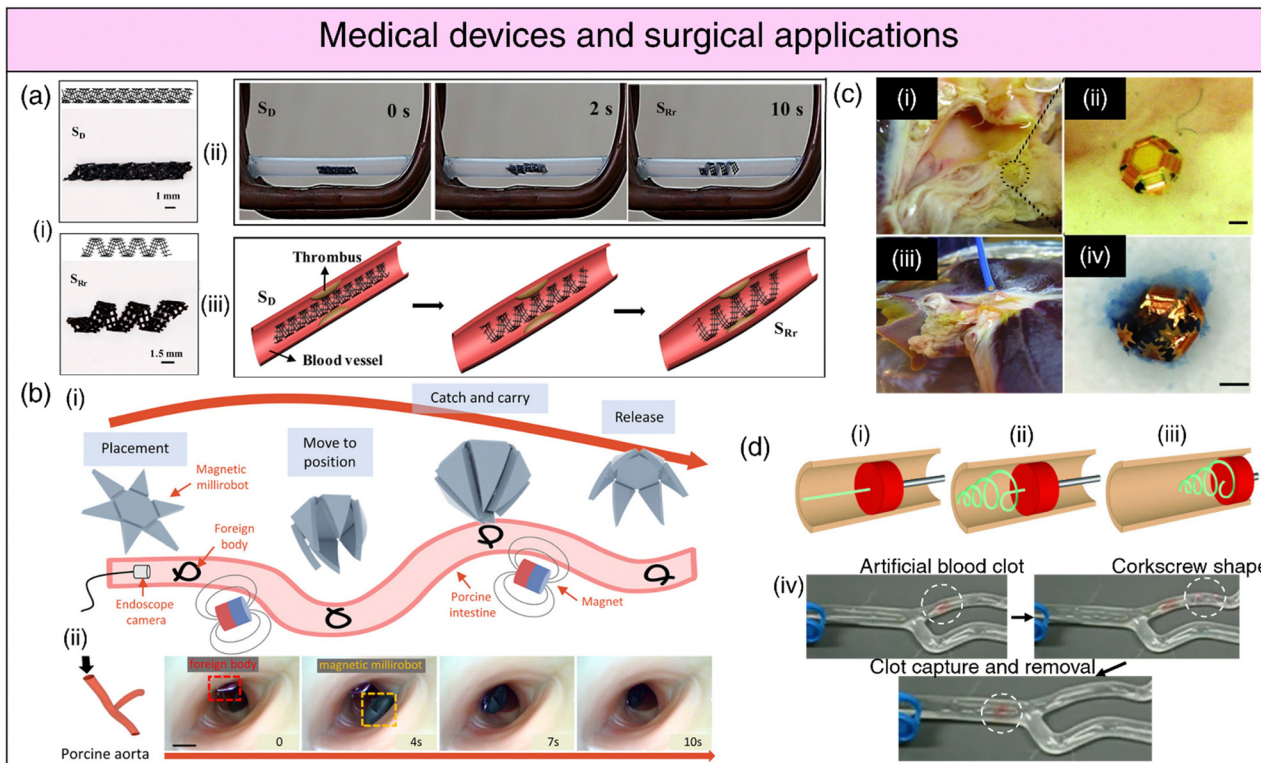 Medical devices and surgical applications
(a)
S_D
1 mm
(i)
S_Rr
1.5 mm
(ii)
S_D
0 s
2 s
S_Rr
10 s
(iii)
Thrombus
S_D
Blood vessel
S_Rr
(b)
(i)
Placement
Magnetic
millirobot
Move to
position
Catch and carry
Release
Foreign
body
Endoscope
camera
Porcine
intestine
Magnet
(ii)
Porcine aorta
foreign body
0
magnetic millirobot
4s
7s
10s
(c)
(i)
(ii)
(iii)
(iv)
(d)
(i)
(ii)
(iii)
(iv)
Artificial blood clot
Corkscrew shape
Clot capture and removal